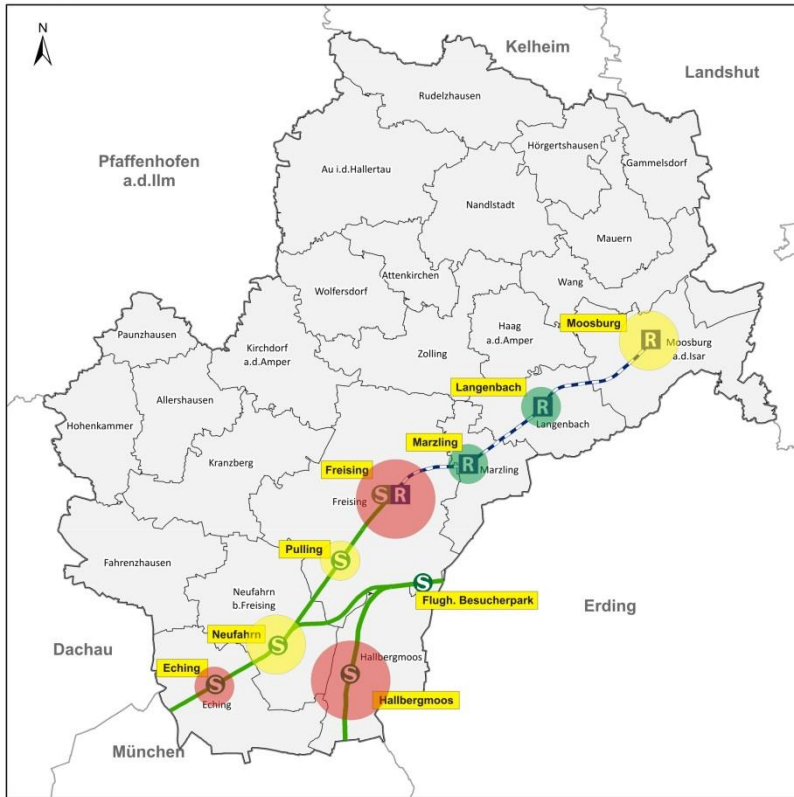 N
Kelheim
Landshut
Rudelzhausen
Hörgertshausen
Gammelsdorf
Pfaffenhofen
a.d.Ilm
Au i.d.Hallertau
Nandlstadt
Mauern
Attenkirchen
Wang
Wolfersdorf
Paunzhausen
Kirchdorf
a.d.Amper
Zolling
Haag
a.d.Amper
Moosburg
R
Moosburg
a.d.Isar
Allershausen
Hohenkammer
Langenbach
R
Langenbach
Kranzberg
Marzling
R
Marzling
Freising
Freising
S
R
Fahrenzhausen
Pulling
S
Neufahrn
b.Freising
S
Flugh. Besucherpark
Erding
Dachau
Neufahrn
S
Hallbergmoos
S
Eching
S
Eching
Hallbergmoos
München